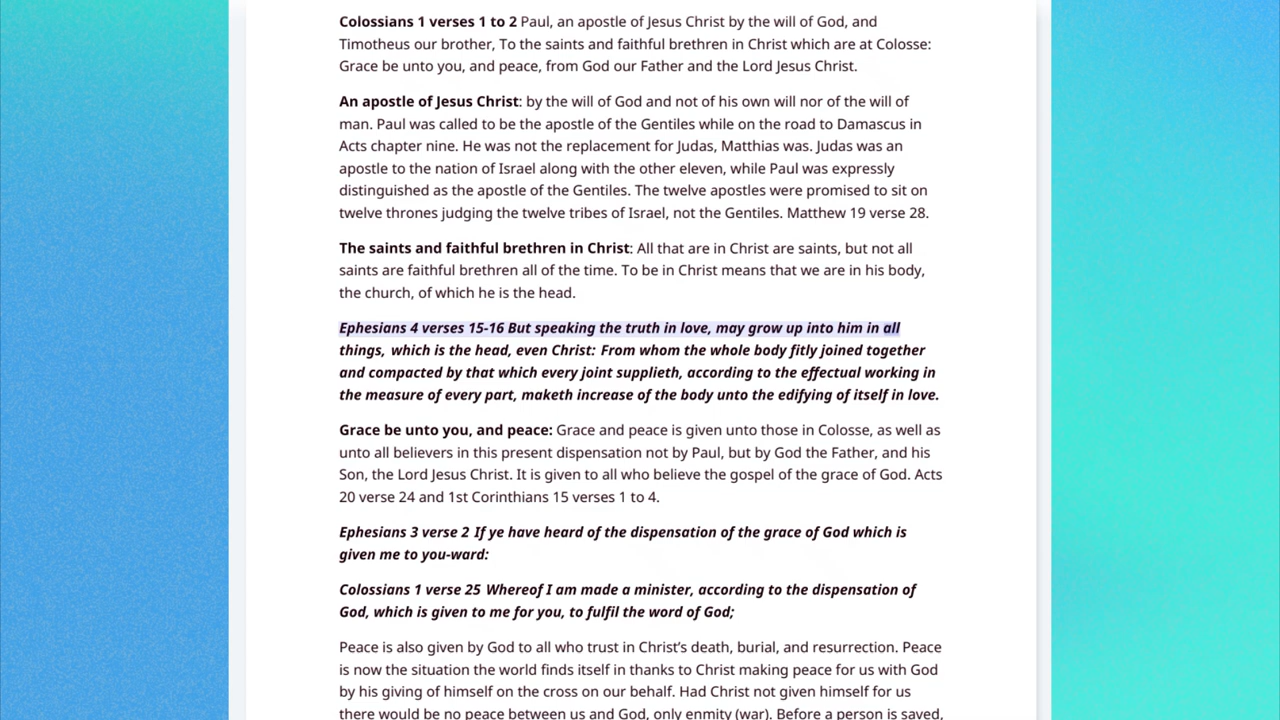 Colossians 1 verses 1 to 2 Paul, an apostle of Jesus Christ by the will of God, and
Timotheus our brother, To the saints and faithful brethren in Christ which are at Colosse:
Grace be unto you, and peace, from God our Father and the Lord Jesus Christ.
An apostle of Jesus Christ: by the will of God and not of his own will nor of the will of
man. Paul was called to be the apostle of the Gentiles while on the road to Damascus in
Acts chapter nine. He was not the replacement for Judas, Matthias was. Judas was an
apostle to the nation of Israel along with the other eleven, while Paul was expressly
distinguished as the apostle of the Gentiles. The twelve apostles were promised to sit on
twelve thrones judging the twelve tribes of Israel, not the Gentiles. Matthew 19 verse 28.
The saints and faithful brethren in Christ: All that are in Christ are saints, but not all
saints are faithful brethren all of the time. To be in Christ means that we are in his body,
the church, of which he is the head.
Ephesians 4 verses 15-16 But speaking the truth in love, may grow up into him in all
things, which is the head, even Christ: From whom the whole body fitly joined together
and compacted by that which every joint supplieth, according to the effectual working in
the measure of every part, maketh increase of the body unto the edifying of itself in love.
Grace be unto you, and peace: Grace and peace is given unto those in Colosse, as well as
unto all believers in this present dispensation not by Paul, but by God the Father, and his
Son, the Lord Jesus Christ. It is given to all who believe the gospel of the grace of God. Acts
20 verse 24 and 1st Corinthians 15 verses 1 to 4.
Ephesians 3 verse 2 If ye have heard of the dispensation of the grace of God which is
given me to you-ward:
Colossians 1 verse 25 Whereof I am made a minister, according to the dispensation of
God, which is given to me for you, to fulfil the word of God;
Peace is also given by God to all who trust in Christ’s death, burial, and resurrection. Peace
is now the situation the world finds itself in thanks to Christ making peace for us with God
by his giving of himself on the cross on our behalf. Had Christ not given himself for us
there would be no peace between us and God, only enmity (war). Before a person is saved,